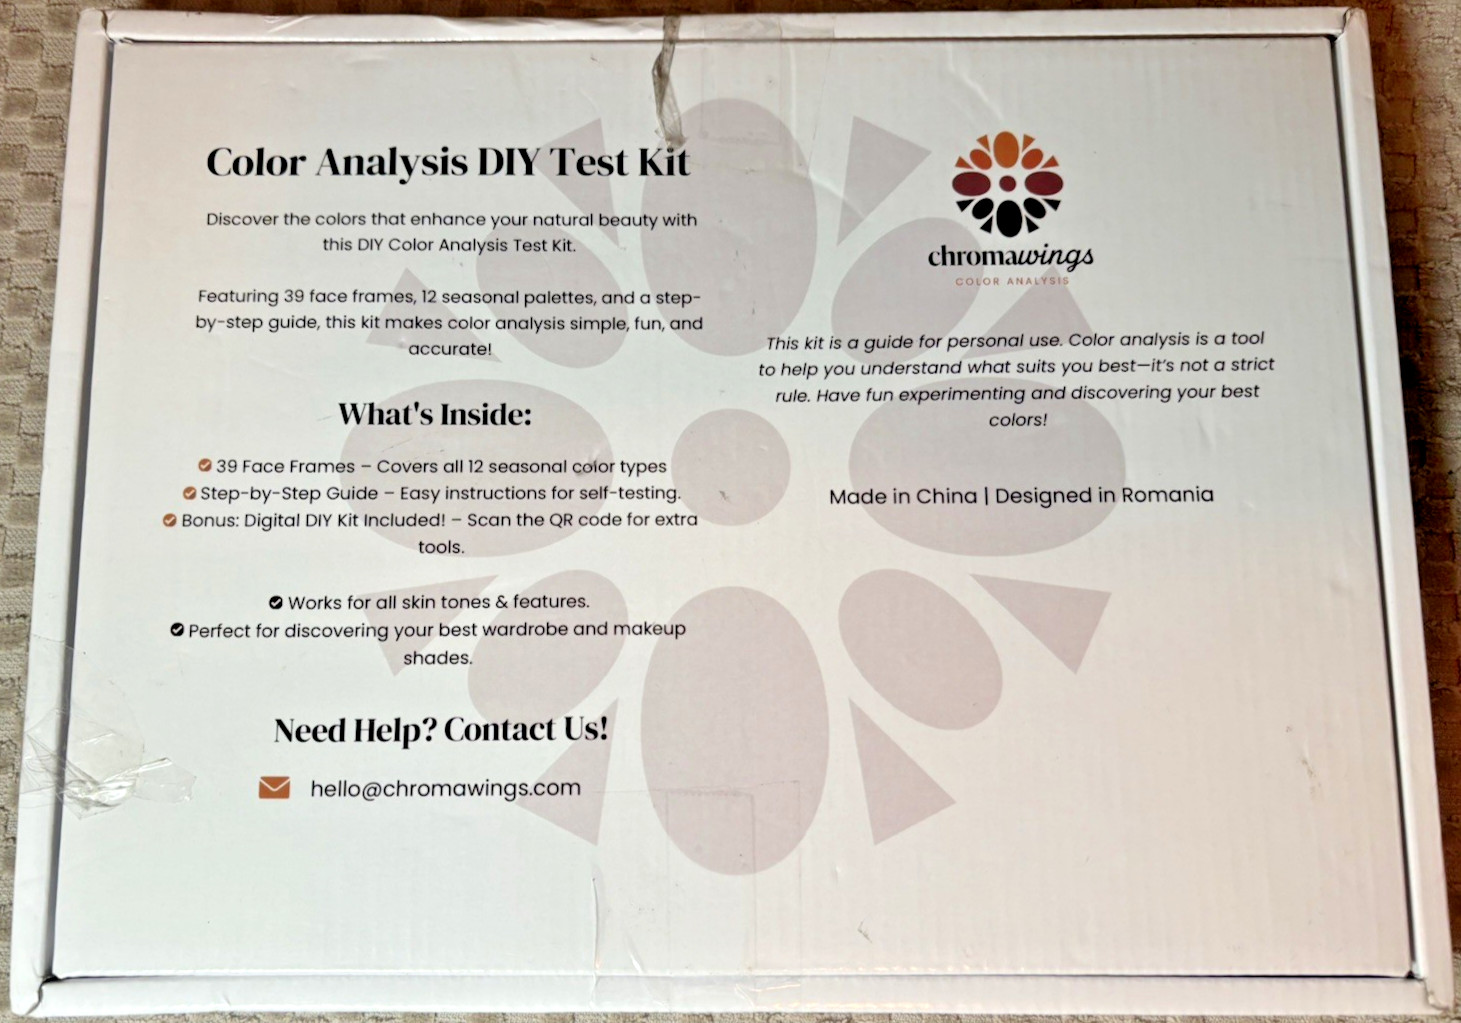 Color Analysis DIY Test Kit
Discover the colors that enhance your natural beauty with
this DIY Color Analysis Test Kit.
Featuring 39 face frames, 12 seasonal palettes, and a step-
by-step guide, this kit makes color analysis simple, fun, and
accurate!
What's Inside:
39 Face Frames – Covers all 12 seasonal color types
Step-by-Step Guide – Easy instructions for self-testing.
Bonus: Digital DIY Kit Included! – Scan the QR code for extra
tools.
Works for all skin tones & features.
Perfect for discovering your best wardrobe and makeup
shades.
Need Help? Contact Us!
hello@chromawings.com
chromawings
COLOR ANALYSIS
This kit is a guide for personal use. Color analysis is a tool
to help you understand what suits you best—it's not a strict
rule. Have fun experimenting and discovering your best
colors!
Made in China | Designed in Romania